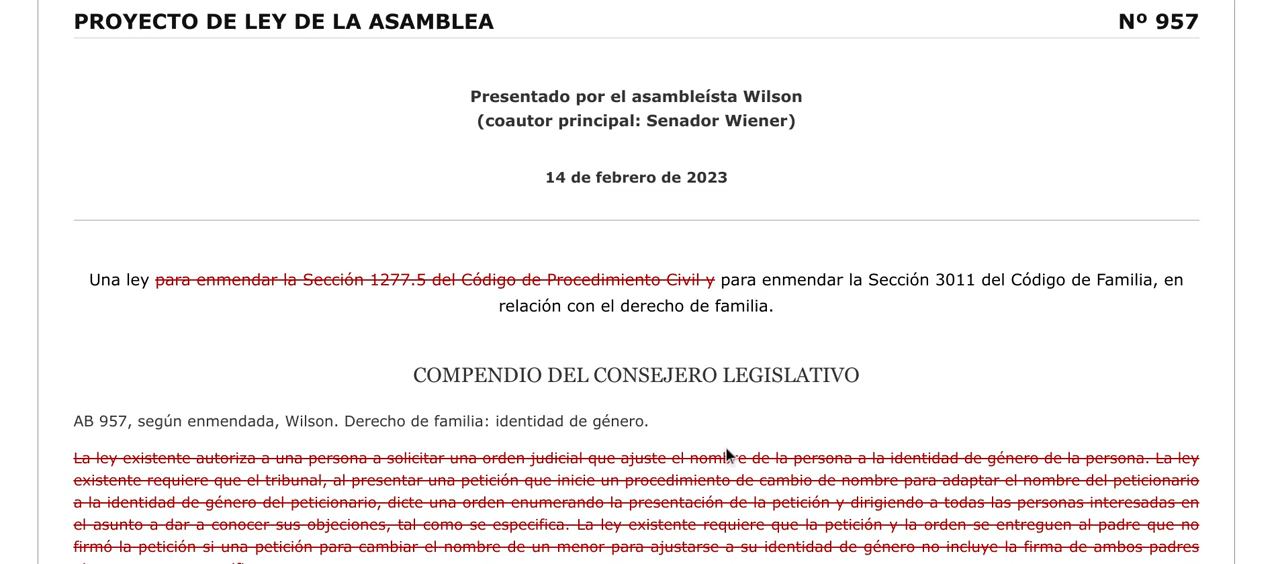 PROYECTO DE LEY DE LA ASAMBLEA Nº 957
Presentado por el asambleísta Wilson
(coautor principal: Senador Wiener)
14 de febrero de 2023
Una ley para enmendar la Sección 1277.5 del Código de Procedimiento Civil y para enmendar la Sección 3011 del Código de Familia, en
relación con el derecho de familia.
COMPENDIO DEL CONSEJERO LEGISLATIVO
AB 957, según enmendada, Wilson. Derecho de familia: identidad de género.
La ley existente autoriza a una persona a solicitar una orden judicial que ajuste el nombre de la persona a la identidad de género de la persona. La ley
existente requiere que el tribunal, al presentar una petición que inicie un procedimiento de cambio de nombre para adaptar el nombre del peticionario
a la identidad de género del peticionario, dicte una orden enumerando la presentación de la petición y dirigiendo a todas las personas interesadas en
el asunto a dar a conocer sus objeciones, tal como se especifica. La ley existente requiere que la petición y la orden se entreguen al padre que no
firmó la petición si una petición para cambiar el nombre de un menor para ajustarse a su identidad de género no incluye la firma de ambos padres